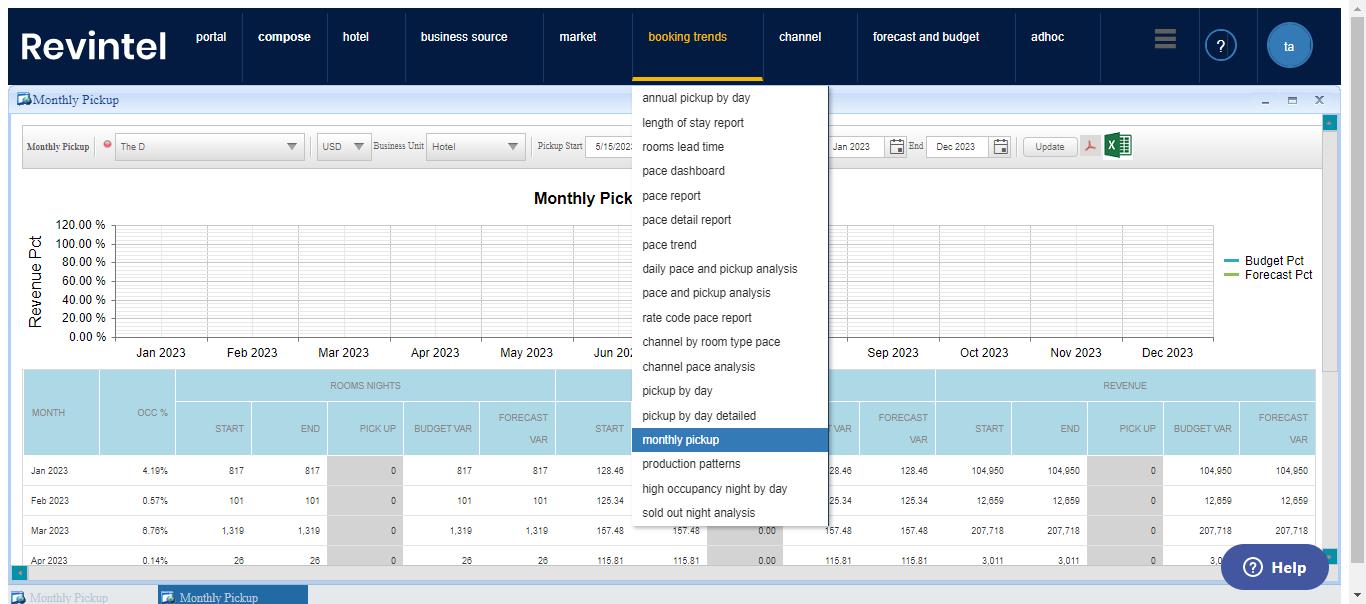 Revintel
portal compose hotel business source market booking trends channel forecast and budget adhoc ? ta
Monthly Pickup
Monthly Pickup The D USD Business Unit Hotel Pickup Start 5/15/202 Jan 2023 End Dec 2023 Update
annual pickup by day
length of stay report
rooms lead time
pace dashboard
pace report
pace detail report
pace trend
daily pace and pickup analysis
pace and pickup analysis
rate code pace report
channel by room type pace
channel pace analysis
pickup by day
pickup by day detailed
monthly pickup
production patterns
high occupancy night by day
sold out night analysis
Monthly Pick
Revenue Pct
120.00 %
100.00 %
80.00 %
60.00 %
40.00 %
20.00 %
0.00 %
Jan 2023 Feb 2023 Mar 2023 Apr 2023 May 2023 Jun 202 Sep 2023 Oct 2023 Nov 2023 Dec 2023
Budget Pct
Forecast Pct
ROOMS NIGHTS REVENUE
MONTH OCC % START END PICK UP BUDGET VAR FORECAST VAR START VAR FORECAST VAR START END PICK UP BUDGET VAR FORECAST VAR
Jan 2023 4.19% 817 817 0 817 817 128.46 28.46 128.46 104,950 104,950 0 104,950 104,950
Feb 2023 0.57% 101 101 0 101 101 125.34 25.34 125.34 12,659 12,659 0 12,659 12,659
Mar 2023 6.76% 1,319 1,319 0 1,319 1,319 157.48 157.48 0.00 157.48 157.48 207,718 207,718 0 207,718 207,718
Apr 2023 0.14% 26 26 0 26 26 115.81 115.81 0.00 115.81 115.81 3,011 3,011 0 3,0
? Help
Monthly Pickup Monthly Pickup